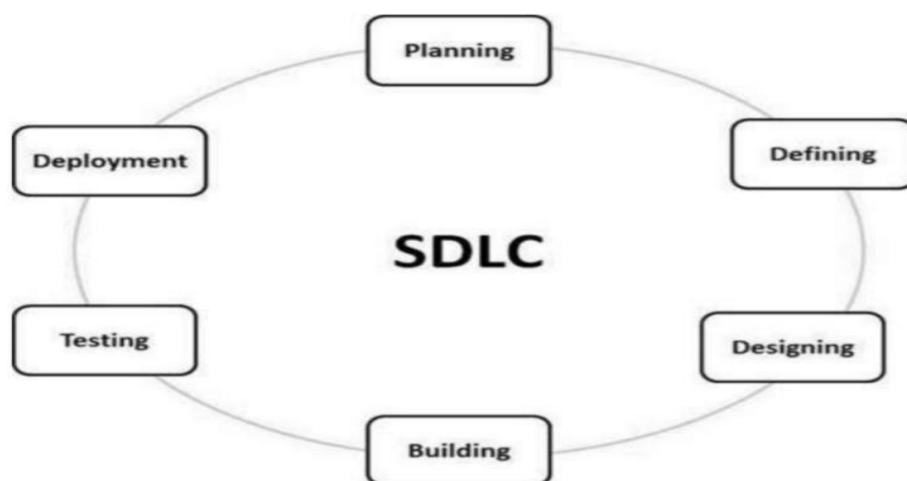 Planning
Defining
Designing
Building
Testing
Deployment
SDLC